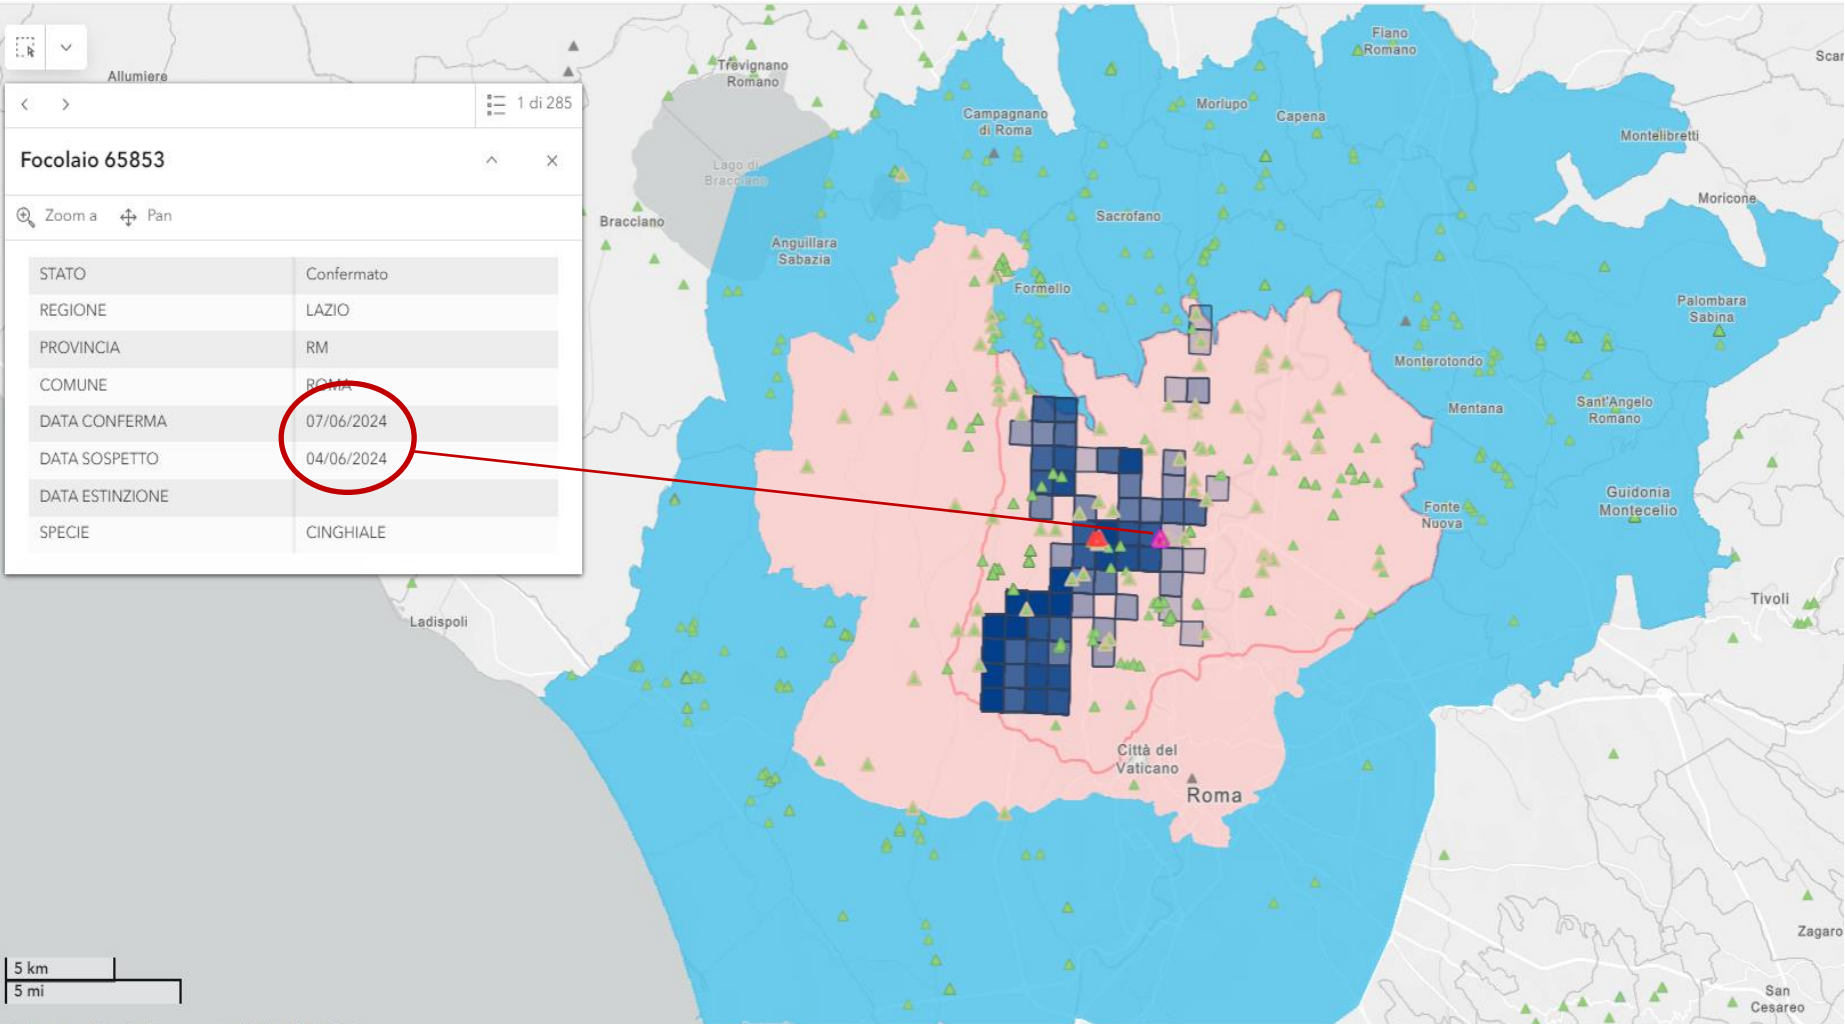 Allumiere
1 di 285
Focolaio 65853
Zoom a
Pan
STATO Confermato
REGIONE LAZIO
PROVINCIA RM
COMUNE ROMA
DATA CONFERMA 07/06/2024
DATA SOSPETTO 04/06/2024
DATA ESTINZIONE
SPECIE CINGHIALE
Trevignano
Romano
Fiano
Romano
Scar
Campagnano
di Roma
Morlupo
Capena
Montelibretti
Lago di
Bracciano
Moricone
Bracciano
Sacrofano
Anguillara
Sabazia
Formello
Palombara
Sabina
Monterotondo
Mentana
Sant'Angelo
Romano
Guidonia
Montecelio
Fonte
Nuova
Tivoli
Ladispoli
Città del
Vaticano
Roma
Zagaro
5 km
5 mi
San
Cesareo